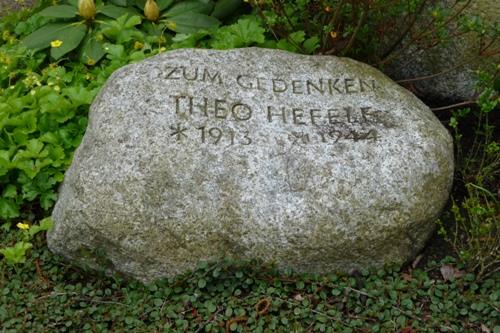 ZUM GEDENKEN
THEO HEFELE
* 1913 1944